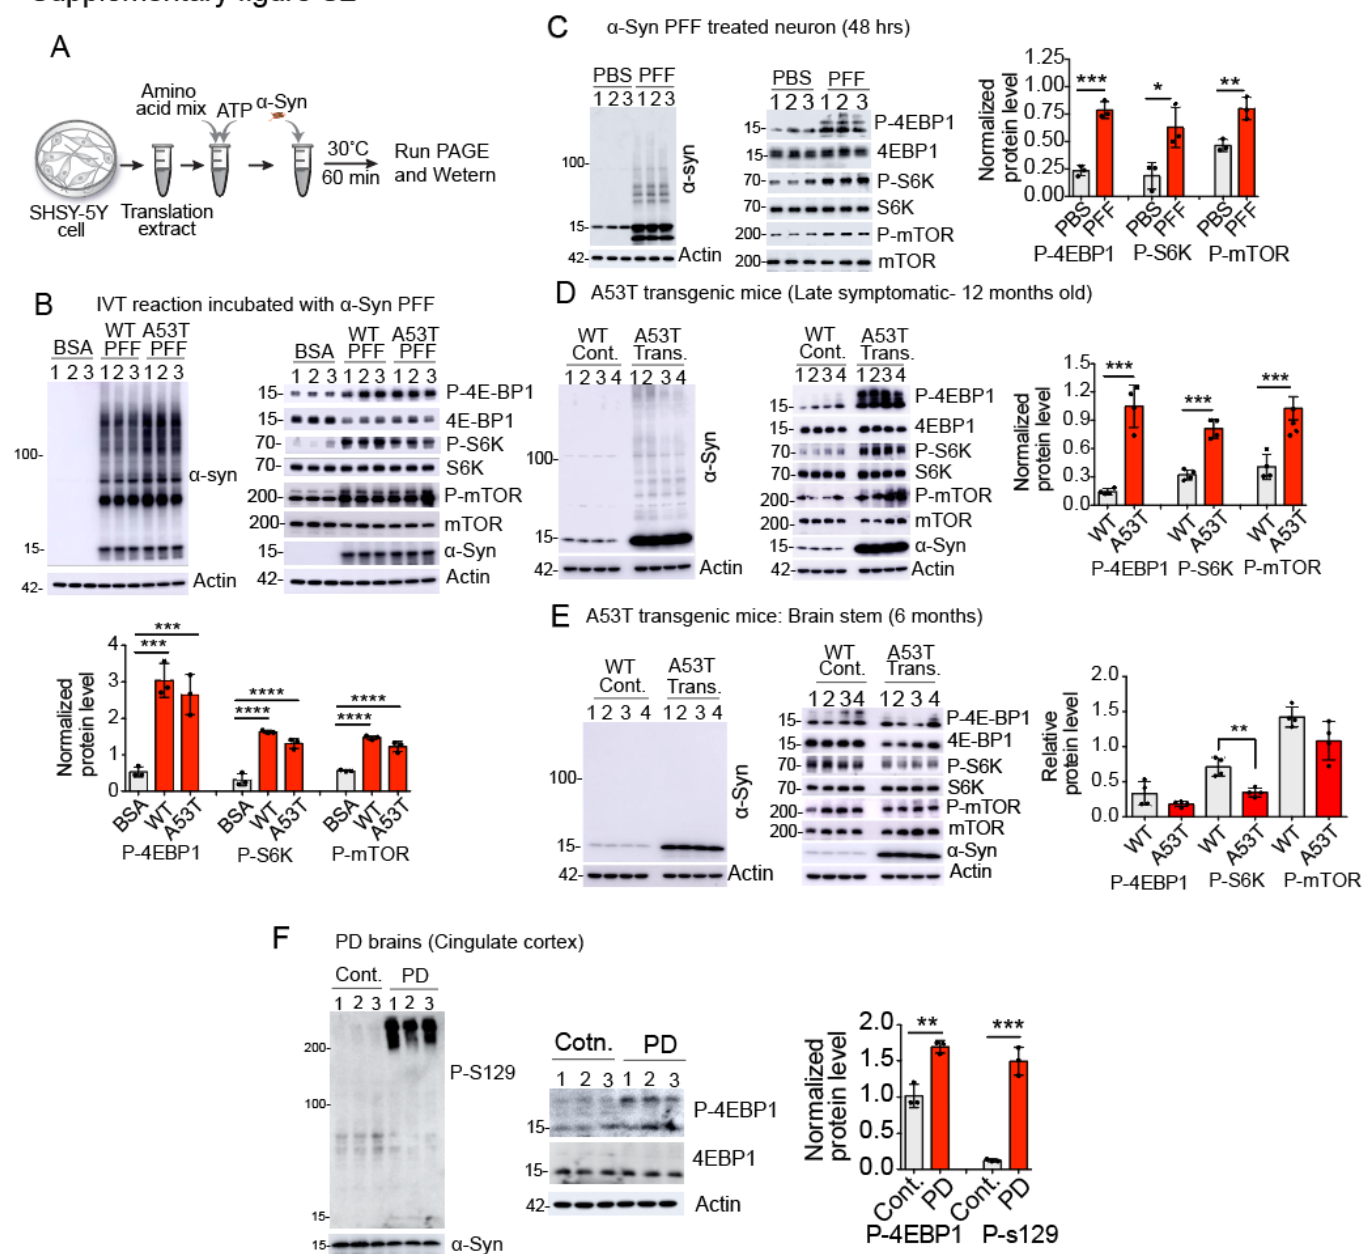 A
Amino
acid mix
ATP
α-Syn
30°C
60 min
Run PAGE
and Wetern
SHSY-5Y
cell
Translation
extract
B
IVT reaction incubated with α-Syn PFF
BSA
WT
PFF
A53T
PFF
1 2 3 1 2 3 1 2 3
100-
15-
42-
α-syn
Actin
BSA
WT
PFF
A53T
PFF
1 2 3 1 2 3 1 2 3
15- P-4E-BP1
15- 4E-BP1
70- P-S6K
70- S6K
200- P-mTOR
200- mTOR
15- α-Syn
42- Actin
Normalized
protein level
4
3
2
1
0
*** ***
**** ****
**** ****
BSA WT A53T BSA WT A53T BSA WT A53T
P-4EBP1 P-S6K P-mTOR
C
α-Syn PFF treated neuron (48 hrs)
PBS PFF
1 2 3 1 2 3
100-
15-
42-
α-syn
Actin
PBS PFF
1 2 3 1 2 3
15- P-4EBP1
15- 4EBP1
70- P-S6K
70- S6K
200- P-mTOR
200- mTOR
Normalized
protein level
1.25
1.00
0.75
0.50
0.25
0.00
*** * **
PBS PFF PBS PFF PBS PFF
P-4EBP1 P-S6K P-mTOR
D
A53T transgenic mice (Late symptomatic- 12 months old)
WT
Cont.
A53T
Trans.
1 2 3 4 1 2 3 4
100-
15-
42-
α-Syn
Actin
WT
Cont.
A53T
Trans.
1 2 3 4 1 2 3 4
15- P-4EBP1
15- 4EBP1
70- P-S6K
70- S6K
200- P-mTOR
200- mTOR
15- α-Syn
42- Actin
Normalized
protein level
1.5
1.2
0.9
0.6
0.3
0.0
*** *** ***
WT A53T WT A53T WT A53T
P-4EBP1 P-S6K P-mTOR
E
A53T transgenic mice: Brain stem (6 months)
WT
Cont.
A53T
Trans.
1 2 3 4 1 2 3 4
100-
15-
42-
α-Syn
Actin
WT
Cont.
A53T
Trans.
1 2 3 4 1 2 3 4
15- P-4E-BP1
15- 4E-BP1
70- P-S6K
70- S6K
200- P-mTOR
200- mTOR
α-Syn
Actin
Relative
protein level
2.0
1.5
1.0
0.5
0.0
**
WT A53T WT A53T WT A53T
P-4EBP1 P-S6K P-mTOR
F
PD brains (Cingulate cortex)
Cont. PD
1 2 3 1 2 3
200-
100-
15-
15-
P-S129
α-Syn
Cotn. PD
1 2 3 1 2 3
15- P-4EBP1
15- 4EBP1
42- Actin
Normalized
protein level
2.0
1.5
1.0
0.5
0.0
** ***
Cont. PD Cont. PD
P-4EBP1 P-s129